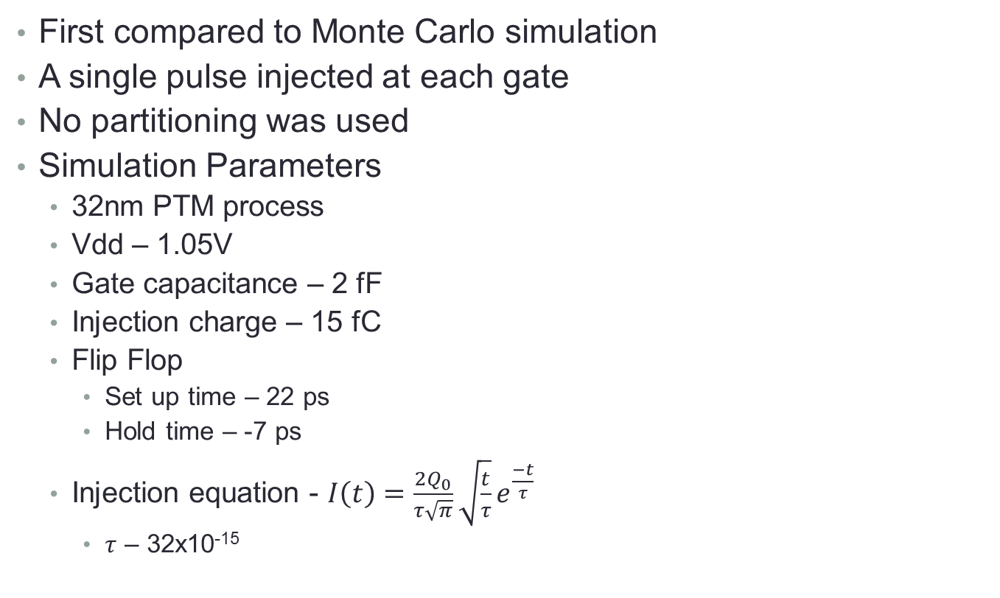 • First compared to Monte Carlo simulation
• A single pulse injected at each gate
• No partitioning was used
• Simulation Parameters
• 32nm PTM process
• Vdd – 1.05V
• Gate capacitance – 2 fF
• Injection charge – 15 fC
• Flip Flop
• Set up time – 22 ps
• Hold time – -7 ps
• Injection equation - $I(t) = \frac{2Q_0}{\tau\sqrt{\pi}} \sqrt{\frac{t}{\tau}} e^{\frac{-t}{\tau}}$
• τ – 32x10⁻¹⁵